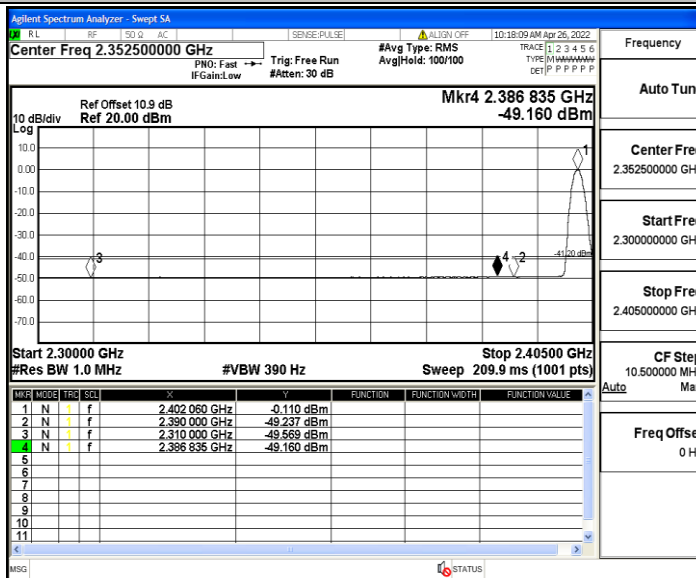 Agilent Spectrum Analyzer - Swept SA
LXI RL RF 50 Ω AC SENSE:PULSE ALIGN OFF 10:18:09 AM Apr 26, 2022
Center Freq 2.352500000 GHz
#Avg Type: RMS
TRACE 1 2 3 4 5 6
PNO: Fast Trig: Free Run Avg|Hold: 100/100 TYPE M
IFGain:Low #Atten: 30 dB DET P P P P P P
Ref Offset 10.9 dB
Mkr4 2.386 835 GHz
10 dB/div Ref 20.00 dBm -49.160 dBm
Log
10.0
0.00
-10.0
-20.0
-30.0
-40.0
-50.0
-60.0
-70.0
1
3
4
2
-41.20 dBm
Start 2.30000 GHz Stop 2.40500 GHz
#Res BW 1.0 MHz #VBW 390 Hz Sweep 209.9 ms (1001 pts)
MKR MODE TRC SCL X Y FUNCTION FUNCTION WIDTH FUNCTION VALUE
1 N 1 f 2.402 060 GHz -0.110 dBm
2 N 1 f 2.390 000 GHz -49.237 dBm
3 N 1 f 2.310 000 GHz -49.569 dBm
4 N 1 f 2.386 835 GHz -49.160 dBm
5
6
7
8
9
10
11
MSG STATUS
Frequency
Auto Tun
Center Fre
2.352500000 GH
Start Fre
2.300000000 GH
Stop Fre
2.405000000 GH
CF Step
10.500000 MH
Auto Ma
Freq Offse
0 H